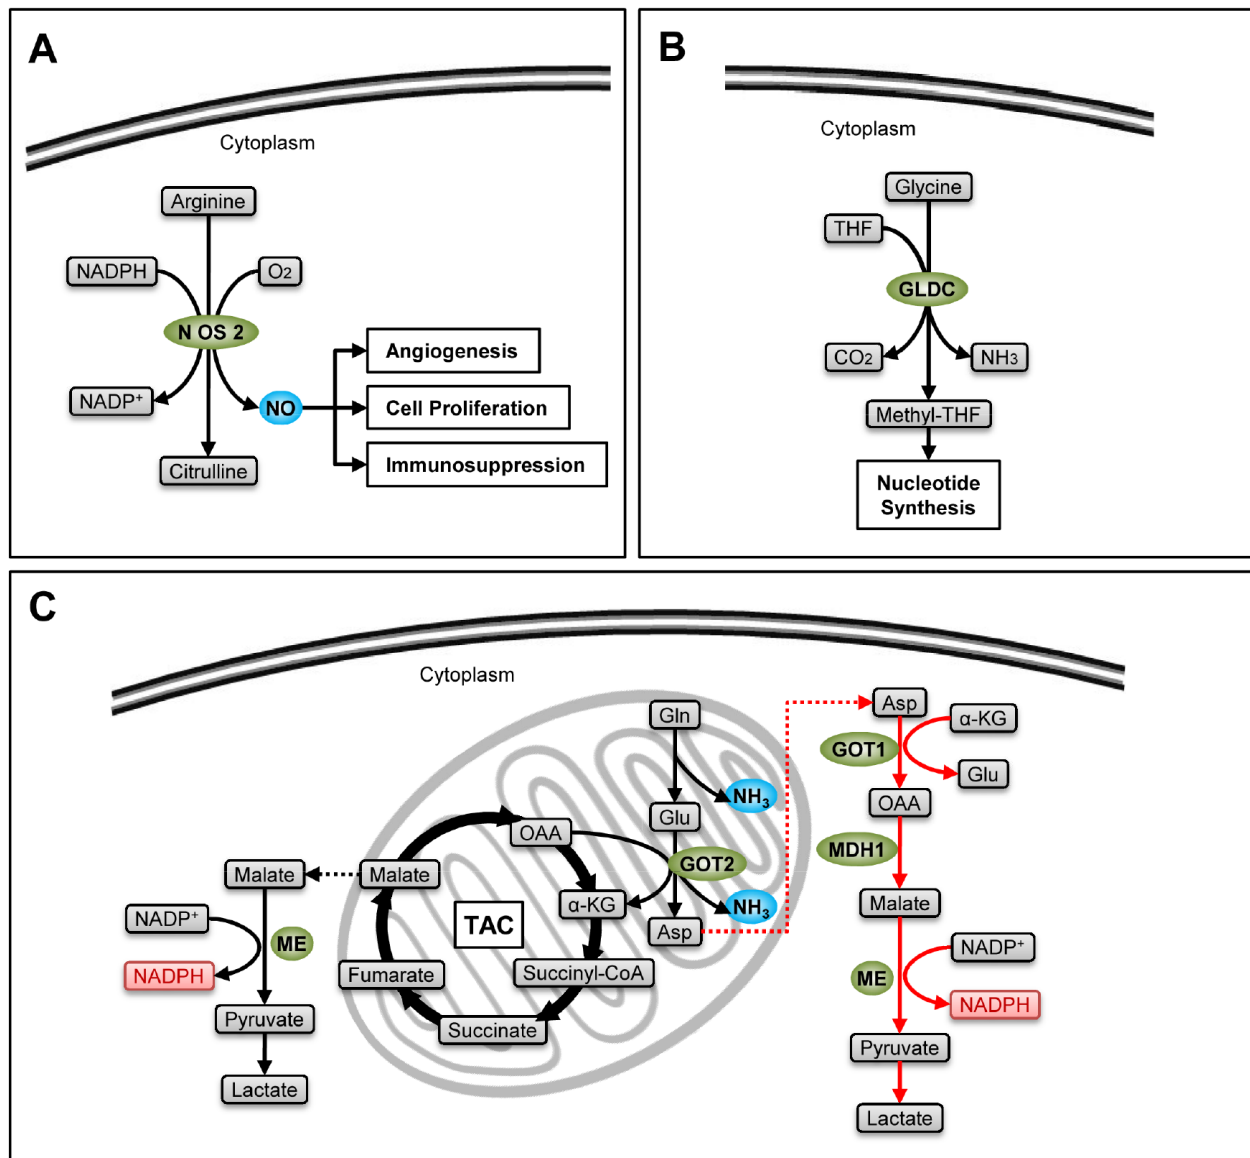 A
Cytoplasm
Arginine
NADPH
O2
N OS 2
NADP+
NO
Citrulline
Angiogenesis
Cell Proliferation
Immunosuppression
B
Cytoplasm
Glycine
THF
GLDC
CO2
NH3
Methyl-THF
Nucleotide
Synthesis
C
Cytoplasm
Malate
NADP+
ME
NADPH
Pyruvate
Lactate
Malate
OAA
α-KG
TAC
Fumarate
Succinyl-CoA
Succinate
Gln
NH3
Glu
GOT2
NH3
Asp
Asp
α-KG
GOT1
Glu
OAA
MDH1
Malate
NADP+
ME
NADPH
Pyruvate
Lactate